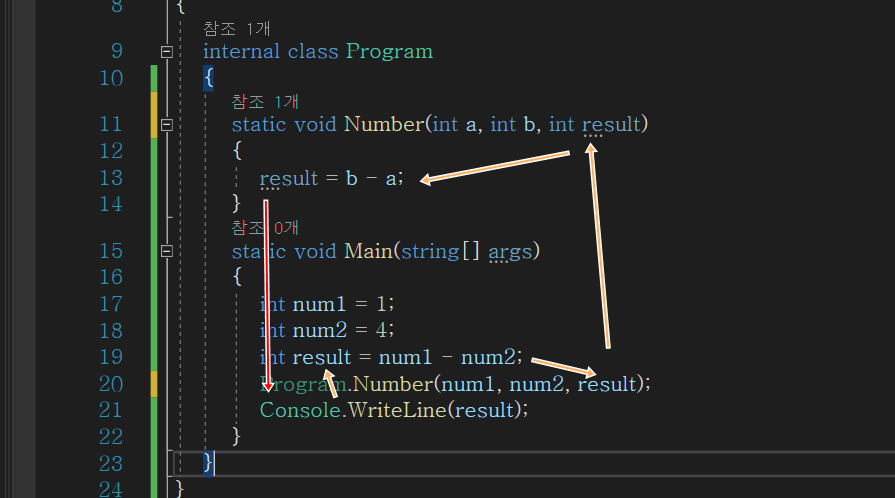 8 {
참조 1개
9 internal class Program
10 {
참조 1개
11 static void Number(int a, int b, int result)
12 {
13 result = b - a;
14 }
참조 0개
15 static void Main(string[] args)
16 {
17 int num1 = 1;
18 int num2 = 4;
19 int result = num1 - num2;
20 Program.Number(num1, num2, result);
21 Console.WriteLine(result);
22 }
23 }
24 }